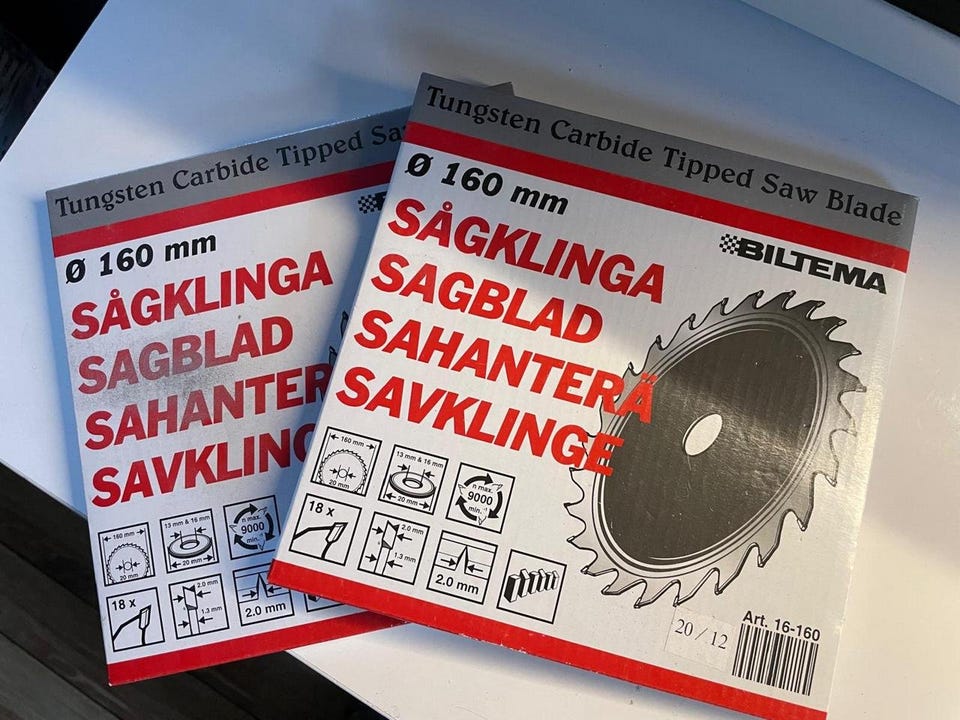 Tungsten Carbide Tipped Saw Blade
Ø 160 mm
BILTEMA
SÅGKLINGA
SAGBLAD
SAHANTERÄ
SAVKLINGE
160 mm
20 mm
13 mm & 16 mm
20 mm
n max.
9000
min.⁻¹
18 x
2.0 mm
1.3 mm
2.0 mm
20 / 12
Art. 16-160
Tungsten Carbide Tipped Sa
Ø 160 mm
SÅGKLINGA
SAGBLAD
SAHANTER
SAVKLING
160 mm
20 mm
13 mm & 16 mm
20 mm
n max.
9000
min.⁻¹
18 x
2.0 mm
1.3 mm
2.0 mm